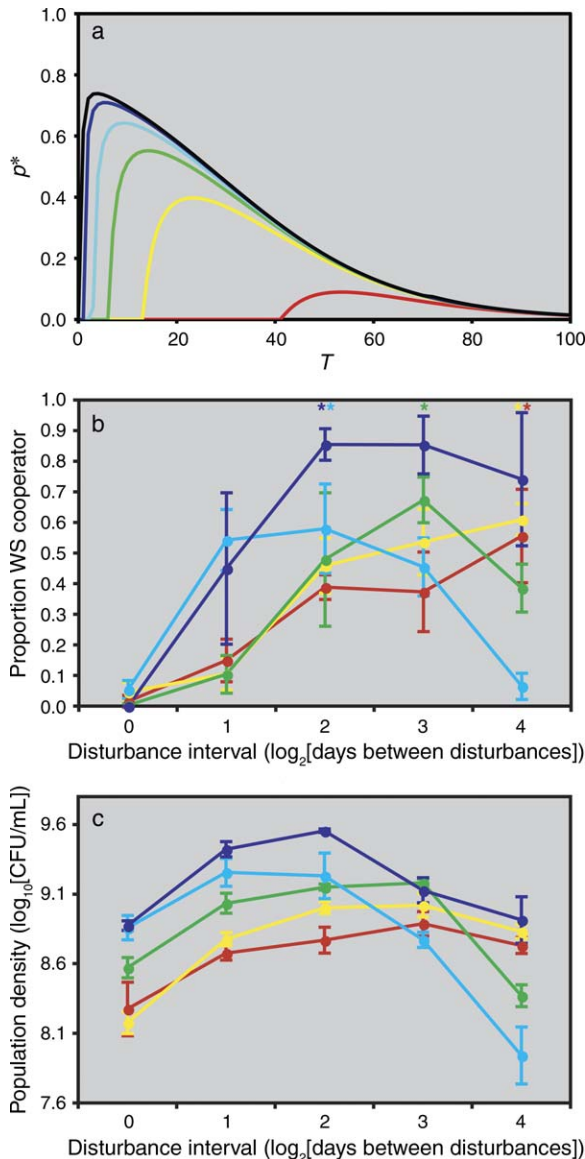 a
1.0
0.8
0.6
0.4
0.2
0.0
p*
0 20 40 60 80 100
T
b
** * **
1.0
0.9
0.8
0.7
0.6
0.5
0.4
0.3
0.2
0.1
0.0
Proportion WS cooperator
0 1 2 3 4
Disturbance interval (log2[days between disturbances])
c
9.6
9.1
8.6
8.1
7.6
Population density (log10[CFU/mL])
0 1 2 3 4
Disturbance interval (log2[days between disturbances])